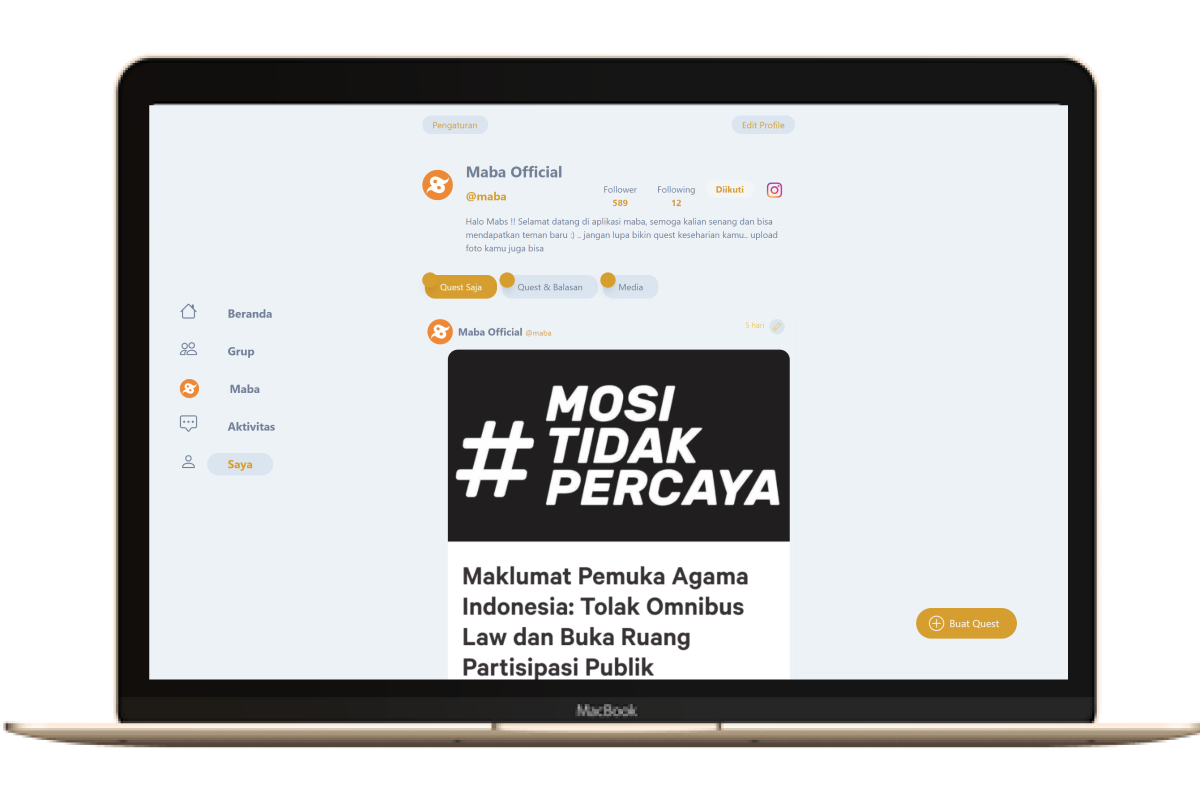 Pengaturan
Edit Profile
Maba Official
@maba
Follower
589
Following
12
Diikuti
Halo Mabs !! Selamat datang di aplikasi maba, semoga kalian senang dan bisa
mendapatkan teman baru :) .. jangan lupa bikin quest keseharian kamu.. upload
foto kamu juga bisa
Quest Saja
Quest & Balasan
Media
Beranda
Grup
Maba
Aktivitas
Saya
Maba Official @maba
5 hari
#MOSI
TIDAK
PERCAYA
Maklumat Pemuka Agama
Indonesia: Tolak Omnibus
Law dan Buka Ruang
Partisipasi Publik
Buat Quest
MacBook